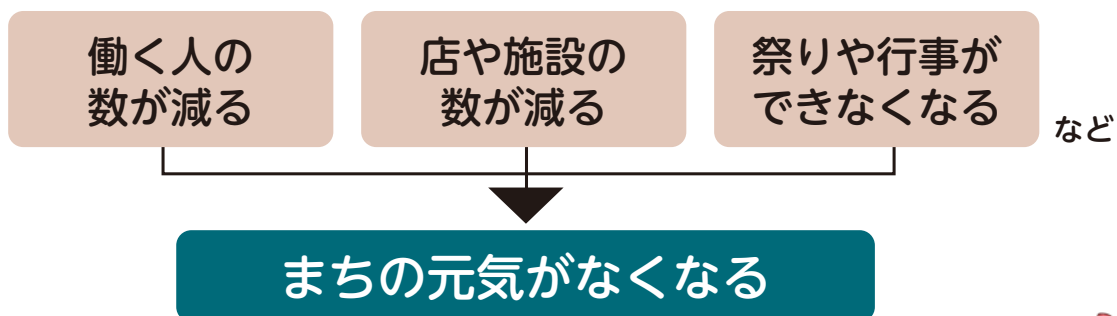 働く人の
数が減る
店や施設の
数が減る
祭りや行事が
できなくなる
など
まちの元気がなくなる